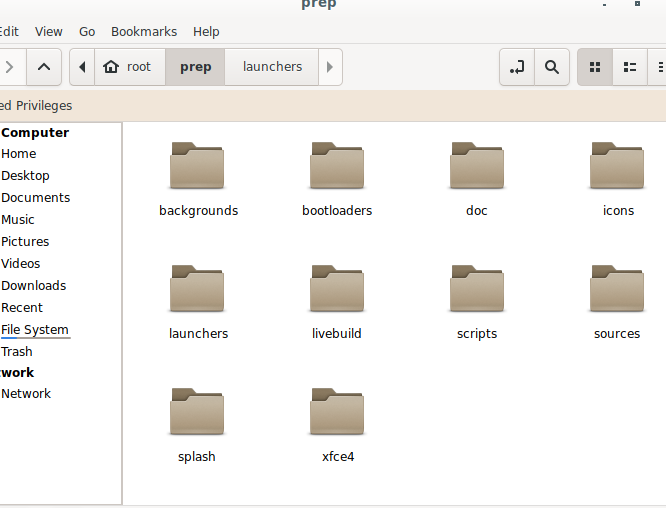 prep
Edit View Go Bookmarks Help
root prep launchers
ed Privileges
Computer
Home
Desktop
Documents
Music
Pictures
Videos
Downloads
Recent
File System
Trash
twork
Network
backgrounds bootloaders doc icons
launchers livebuild scripts sources
splash xfce4